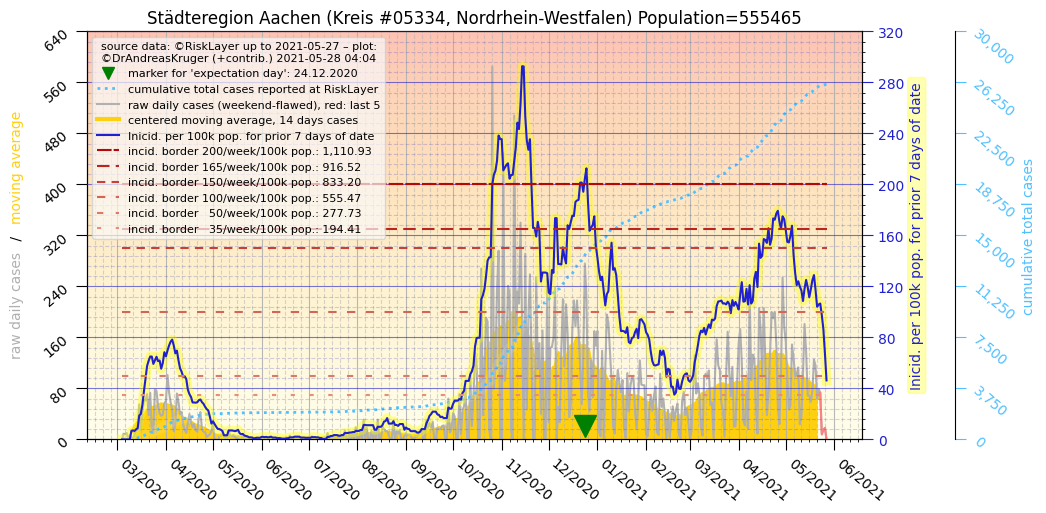 Städteregion Aachen (Kreis #05334, Nordrhein-Westfalen) Population=555465
source data: ©RiskLayer up to 2021-05-27 – plot:
©DrAndreasKruger (+contrib.) 2021-05-28 04:04
marker for 'expectation day': 24.12.2020
cumulative total cases reported at RiskLayer
raw daily cases (weekend-flawed), red: last 5
centered moving average, 14 days cases
Inicid. per 100k pop. for prior 7 days of date
incid. border 200/week/100k pop.: 1,110.93
incid. border 165/week/100k pop.: 916.52
incid. border 150/week/100k pop.: 833.20
incid. border 100/week/100k pop.: 555.47
incid. border 50/week/100k pop.: 277.73
incid. border 35/week/100k pop.: 194.41
raw daily cases / moving average
640
560
480
400
320
240
160
80
0
03/2020
04/2020
05/2020
06/2020
07/2020
08/2020
09/2020
10/2020
11/2020
12/2020
01/2021
02/2021
03/2021
04/2021
05/2021
06/2021
320
280
240
200
160
120
80
40
0
Inicid. per 100k pop. for prior 7 days of date
30,000
26,250
22,500
18,750
15,000
11,250
7,500
3,750
0
cumulative total cases